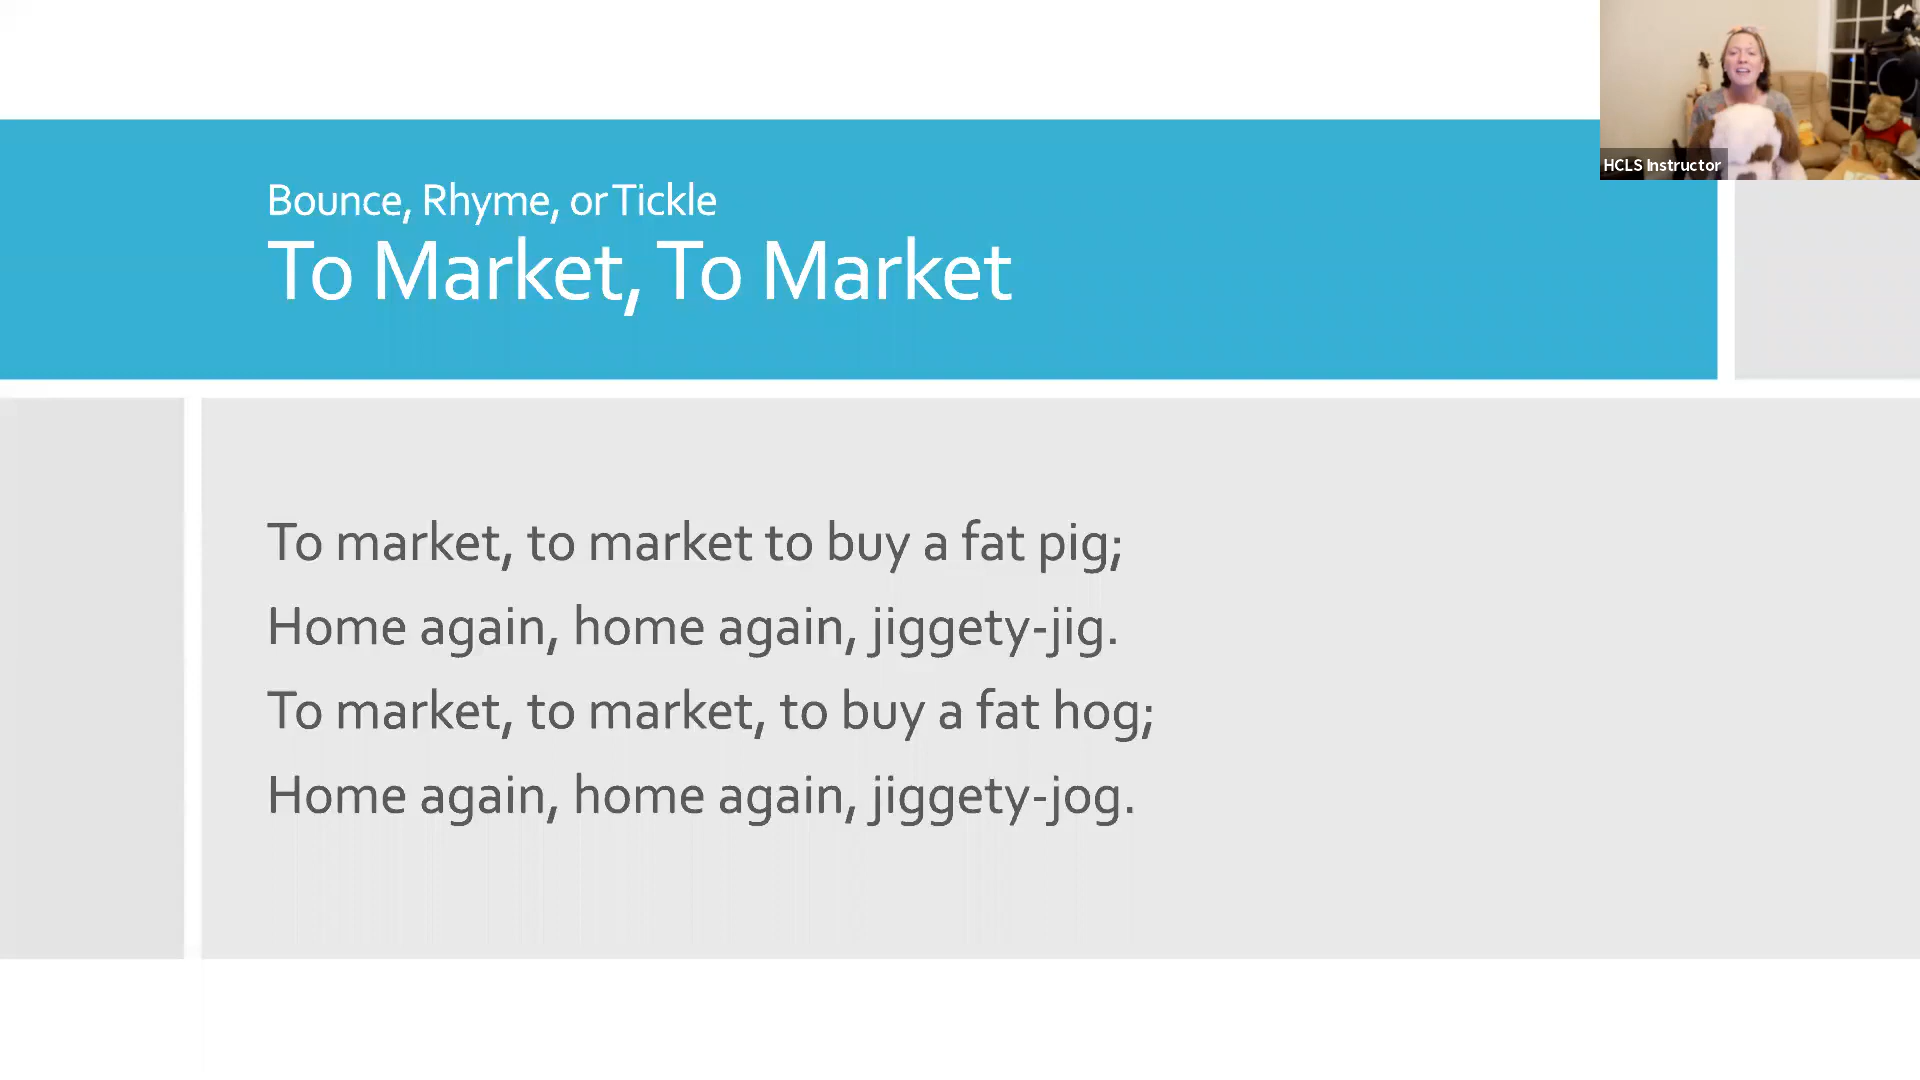 HCLS Instructor
Bounce, Rhyme, or Tickle
To Market, To Market
To market, to market to buy a fat pig;
Home again, home again, jiggety-jig.
To market, to market, to buy a fat hog;
Home again, home again, jiggety-jog.